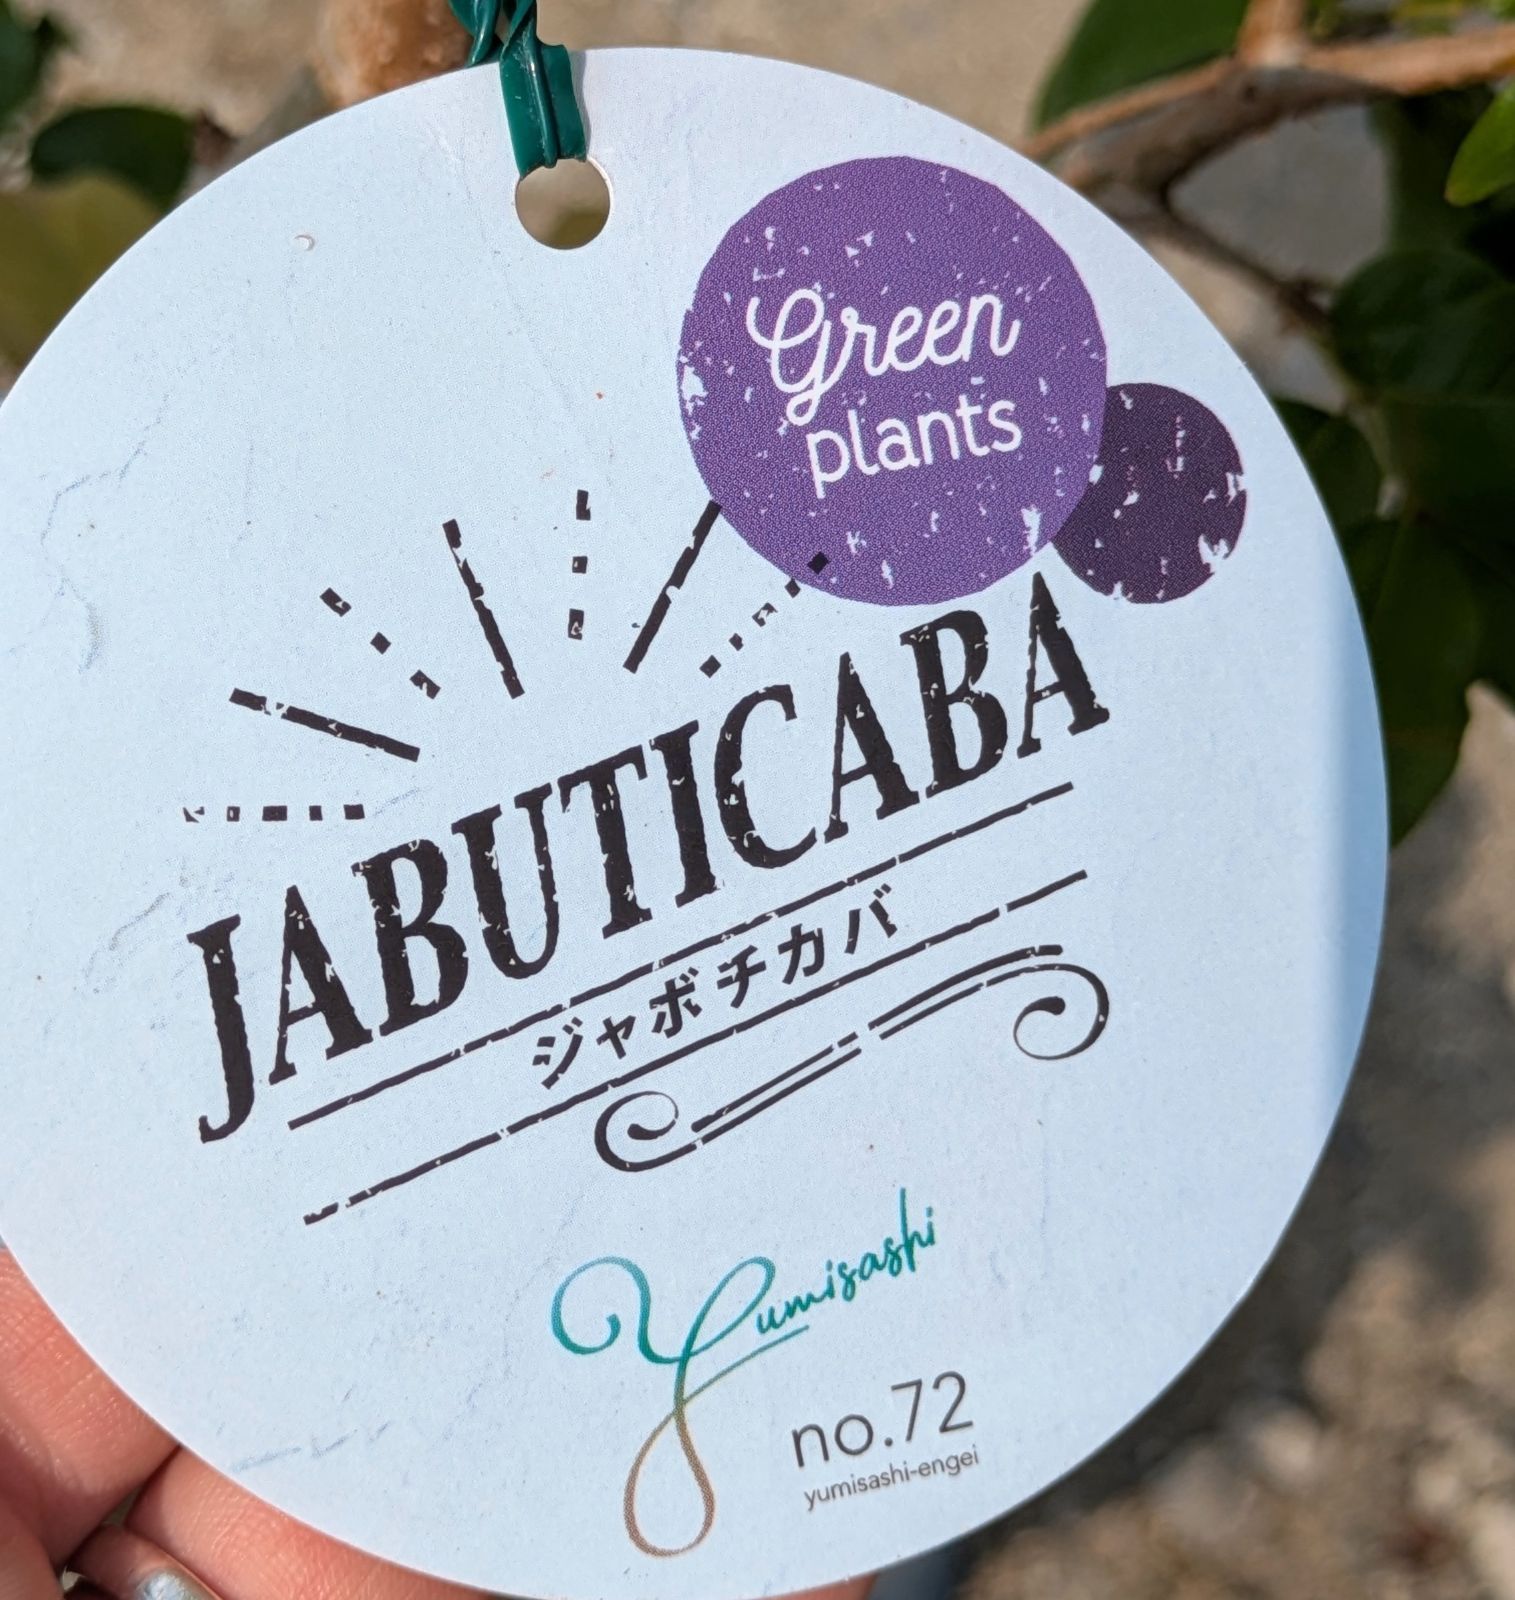 Green
plants
JABUTICABA
ジャボチカバ
Yumisashi
no.72
yumisashi-engei